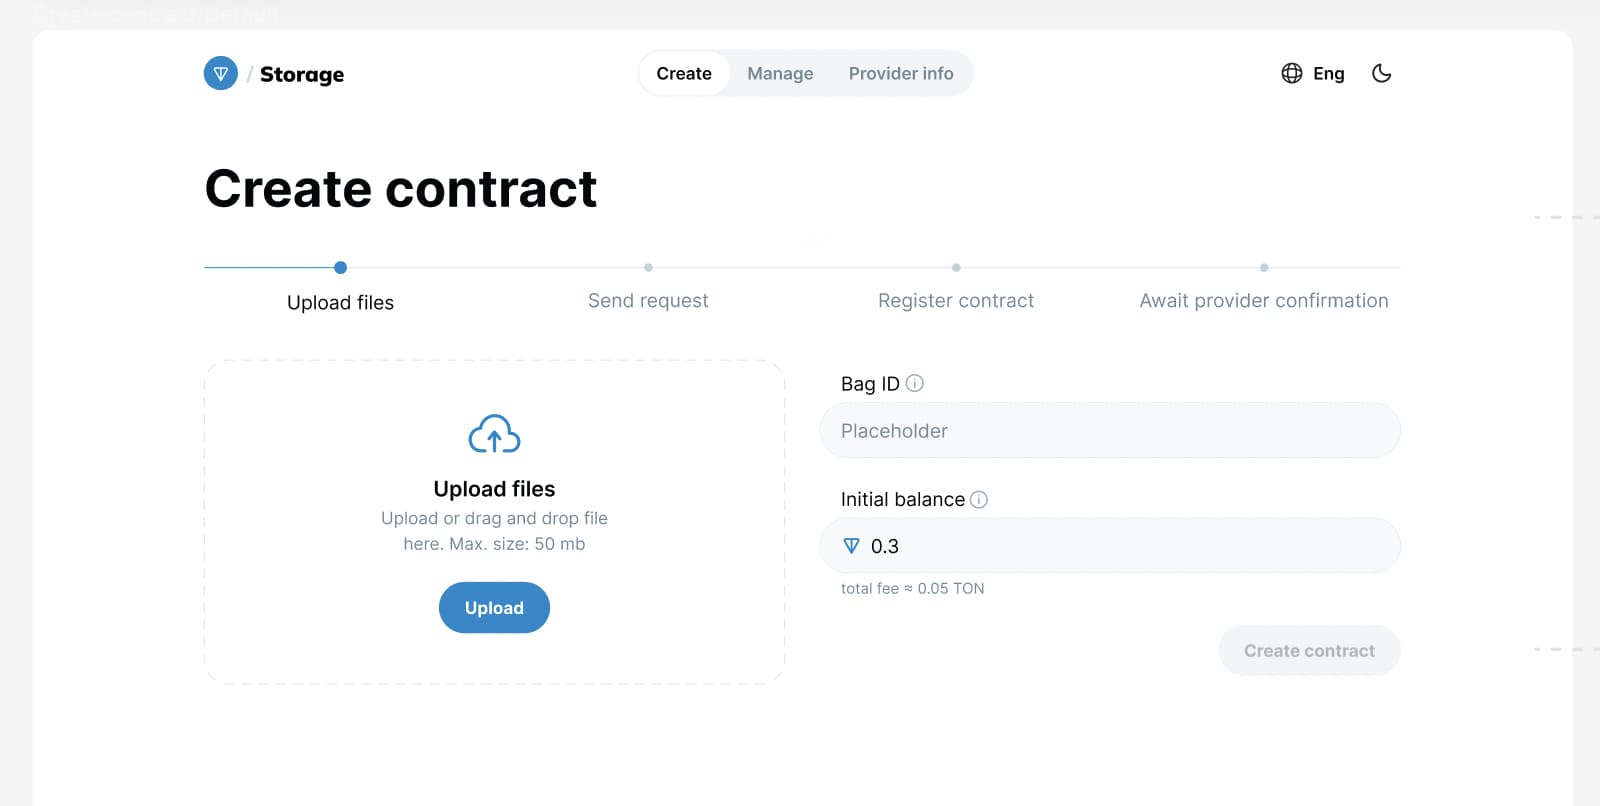 / Storage
Create
Manage
Provider info
Eng
Create contract
Upload files
Send request
Register contract
Await provider confirmation
Upload files
Upload or drag and drop file
here. Max. size: 50 mb
Upload
Bag ID
Placeholder
Initial balance
0.3
total fee ≈ 0.05 TON
Create contract